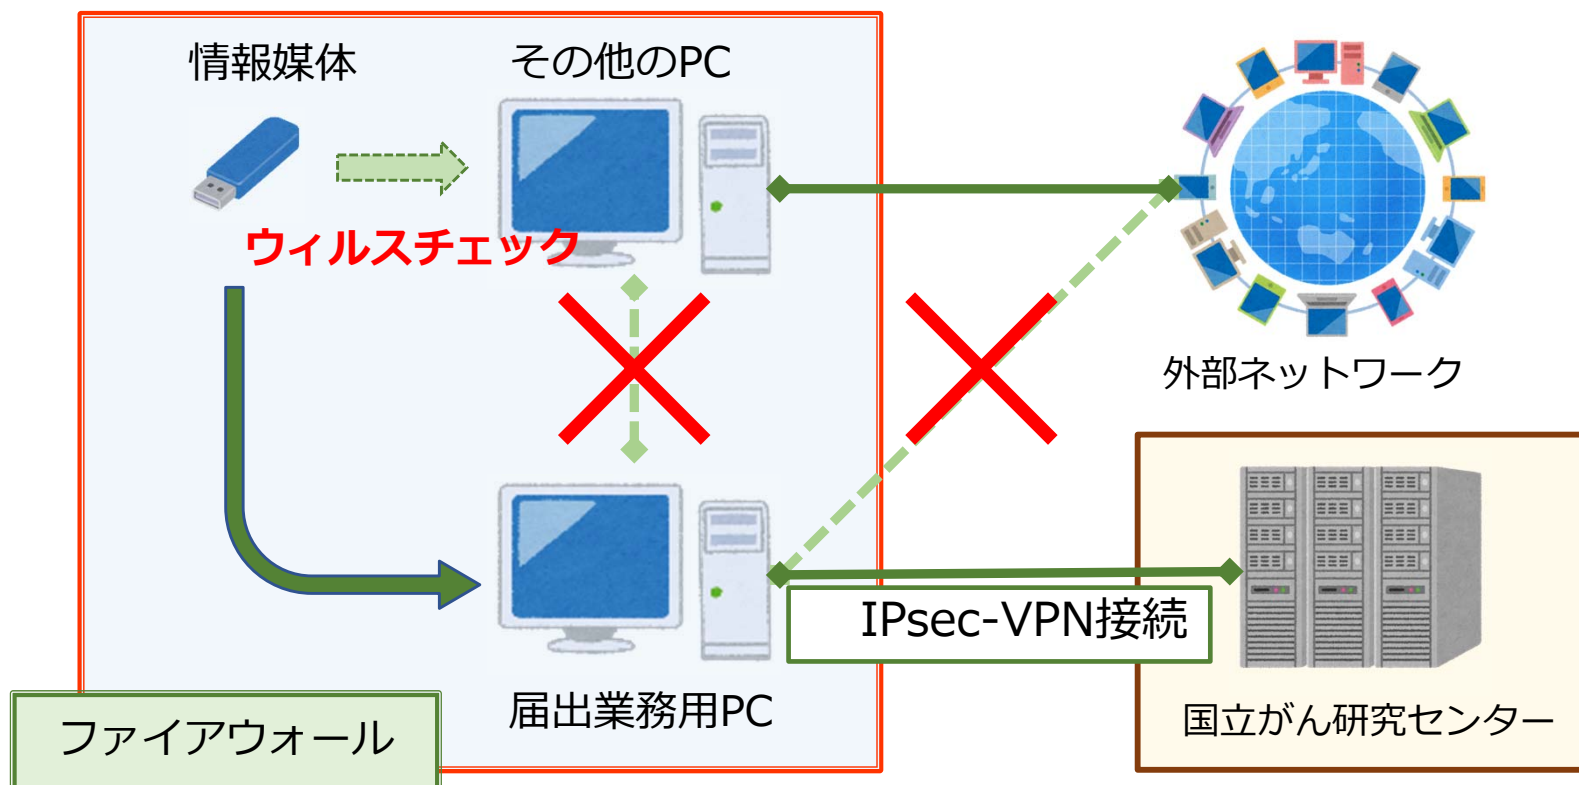 情報媒体
その他のPC
ウィルスチェック
外部ネットワーク
IPsec-VPN接続
届出業務用PC
国立がん研究センター
ファイアウォール